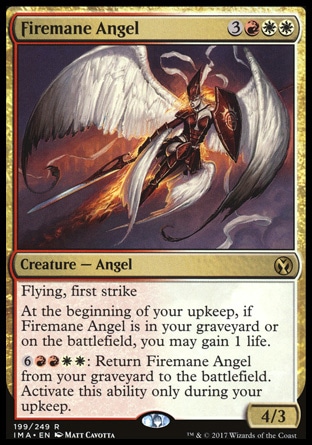 Firemane Angel 3
Creature — Angel
Flying, first strike
At the beginning of your upkeep, if
Firemane Angel is in your graveyard or
on the battlefield, you may gain 1 life.
6 : Return Firemane Angel
from your graveyard to the battlefield.
Activate this ability only during your
upkeep.
4/3
199/249 R
IMA • EN MATT CAVOTTA
™ & © 2017 Wizards of the Coast